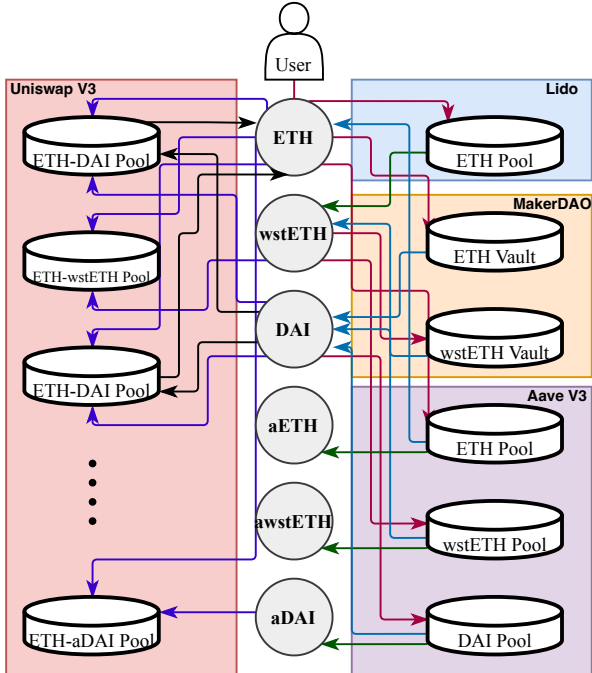 User
Uniswap V3
ETH-DAI Pool
ETH-wstETH Pool
ETH-DAI Pool
ETH-aDAI Pool
ETH
wstETH
DAI
aETH
awstETH
aDAI
Lido
ETH Pool
MakerDAO
ETH Vault
wstETH Vault
Aave V3
ETH Pool
wstETH Pool
DAI Pool